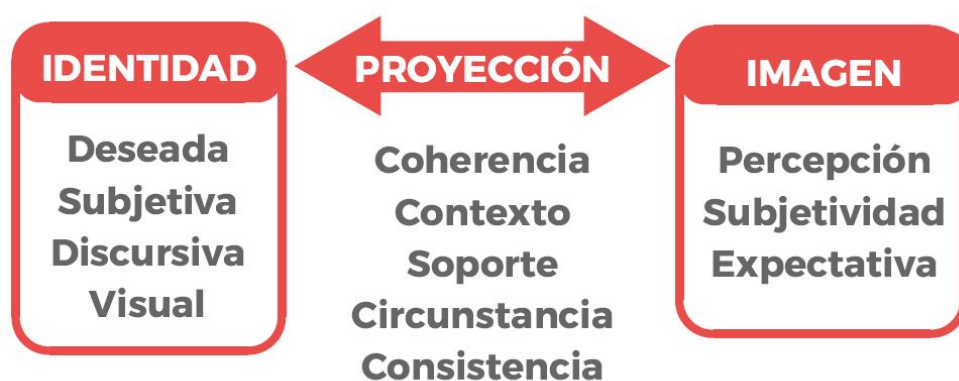 IDENTIDAD
Deseada
Subjetiva
Discursiva
Visual
PROYECCIÓN
Coherencia
Contexto
Soporte
Circunstancia
Consistencia
IMAGEN
Percepción
Subjetividad
Expectativa